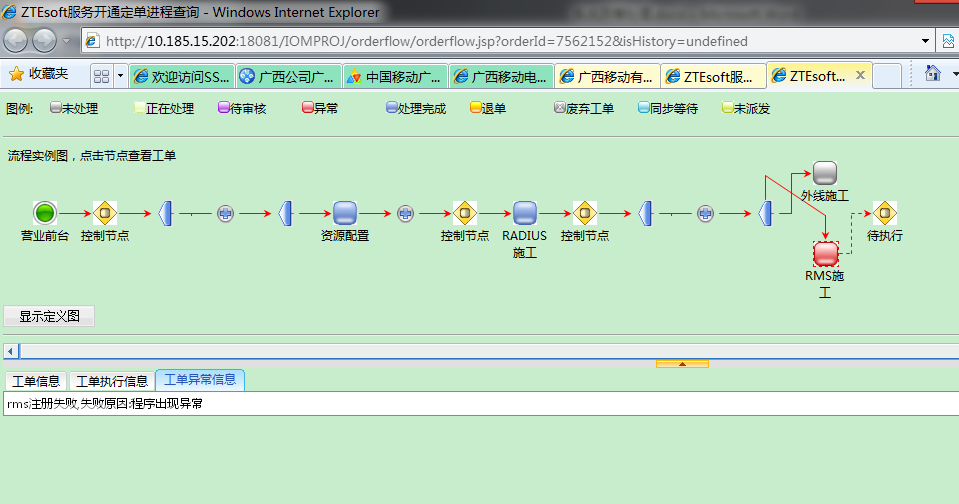 ZTEsoft服务开通定单进程查询 - Windows Internet Explorer
http://10.185.15.202:18081/IOMPROJ/orderflow/orderflow.jsp?orderId=7562152&isHistory=undefined
收藏夹 欢迎访问SS... 广西公司广... 中国移动广... 广西移动电... 广西移动有... ZTEsoft服... ZTEsoft...
图例: 未处理 正在处理 待审核 异常 处理完成 退单 废弃工单 同步等待 未派发
流程实例图，点击节点查看工单
外线施工
营业前台 控制节点 资源配置 控制节点 RADIUS 控制节点 待执行
施工
RMS施
工
显示定义图
工单信息 工单执行信息 工单异常信息
rms注册失败,失败原因:程序出现异常